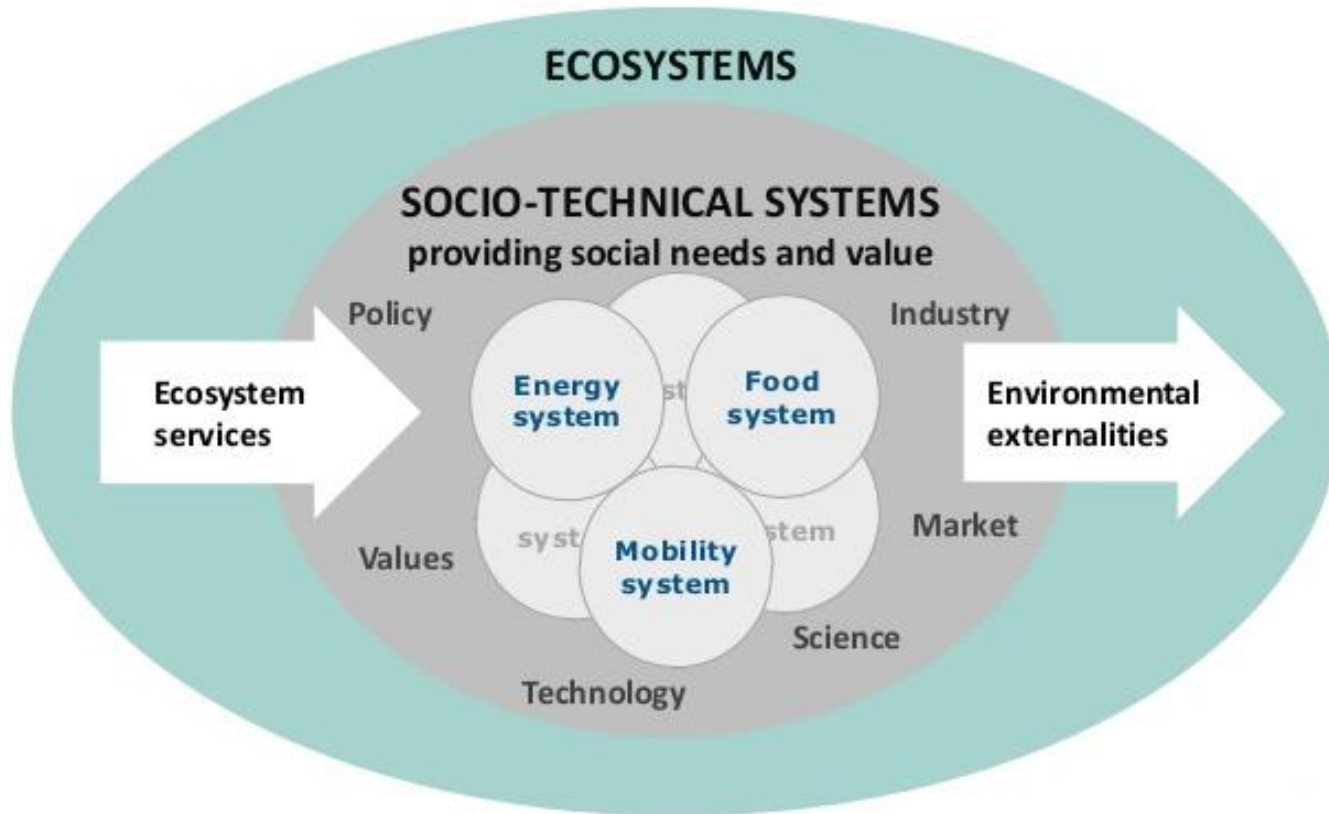 ECOSYSTEMS
SOCIO-TECHNICAL SYSTEMS
providing social needs and value
Policy
Industry
Energy
system
Food
system
Ecosystem
services
Environmental
externalities
Values
Mobility
system
Market
Science
Technology